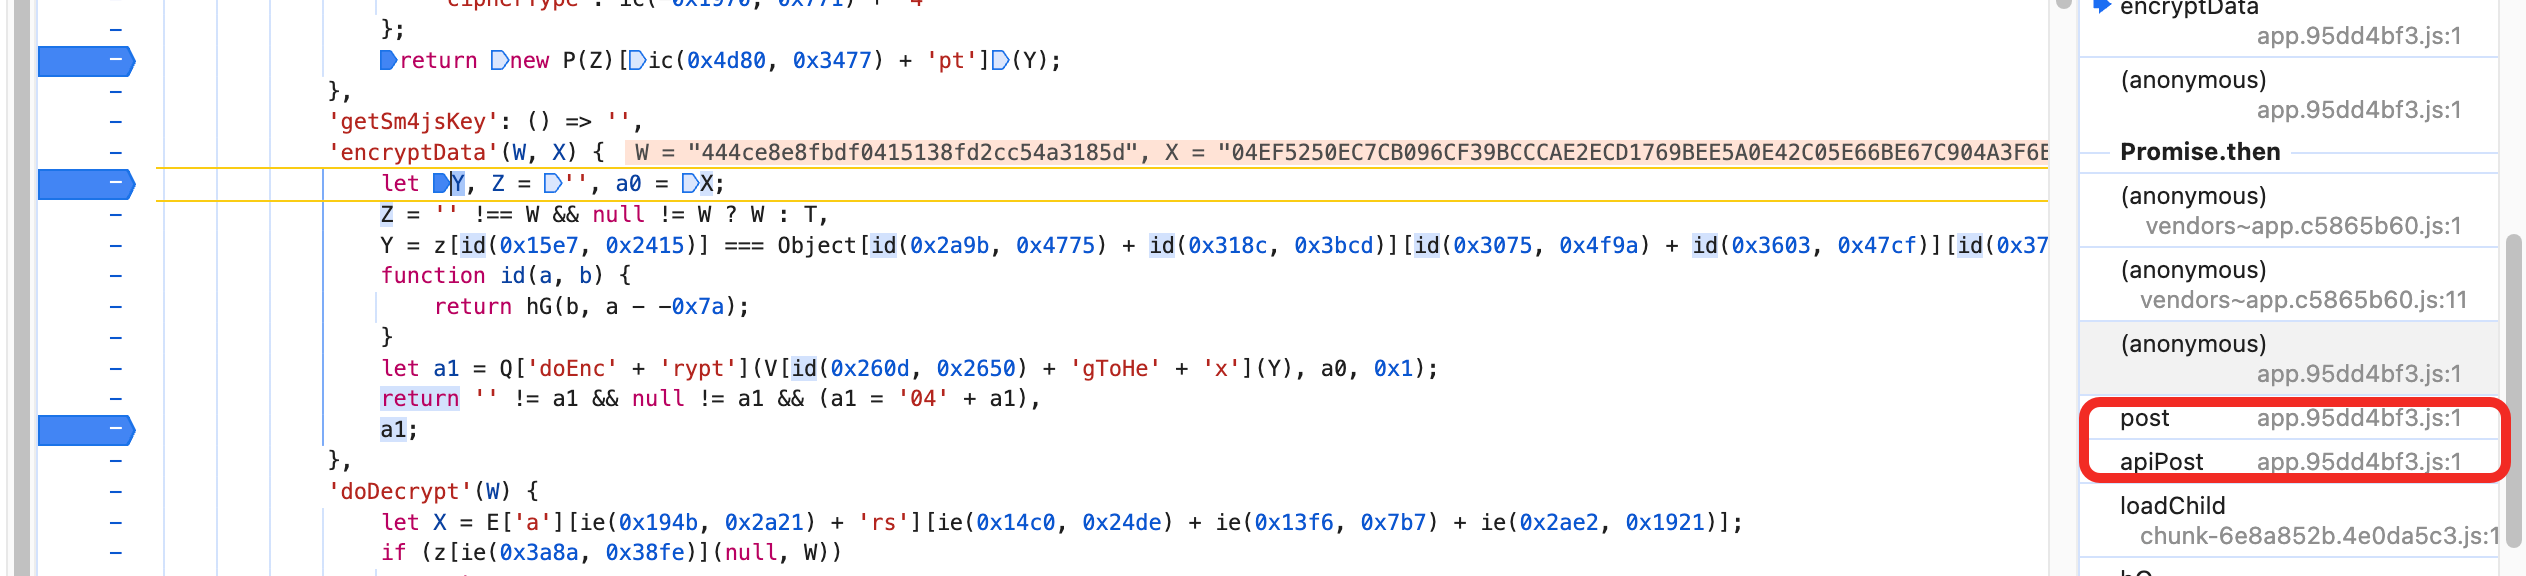 'cipherType': ic(-0x1970, 0x771) + '4'
};
return new P(Z)[ic(0x4d80, 0x3477) + 'pt'](Y);
},
'getSm4jsKey': () => '',
'encryptData'(W, X) { W = "444ce8e8fbdf0415138fd2cc54a3185d", X = "04EF5250EC7CB096CF39BCCCAE2ECD1769BEE5A0E42C05E66BE67C904A3F6E
let Y, Z = '', a0 = X;
Z = '' !== W && null != W ? W : T,
Y = z[id(0x15e7, 0x2415)] === Object[id(0x2a9b, 0x4775) + id(0x318c, 0x3bcd)][id(0x3075, 0x4f9a) + id(0x3603, 0x47cf)][id(0x37
function id(a, b) {
return hG(b, a - -0x7a);
}
let a1 = Q['doEnc' + 'rypt'](V[id(0x260d, 0x2650) + 'gToHe' + 'x'](Y), a0, 0x1);
return '' != a1 && null != a1 && (a1 = '04' + a1),
a1;
},
'doDecrypt'(W) {
let X = E['a'][ie(0x194b, 0x2a21) + 'rs'][ie(0x14c0, 0x24de) + ie(0x13f6, 0x7b7) + ie(0x2ae2, 0x1921)];
if (z[ie(0x3a8a, 0x38fe)](null, W))
encryptData
app.95dd4bf3.js:1
(anonymous)
app.95dd4bf3.js:1
Promise.then
(anonymous)
vendors~app.c5865b60.js:1
(anonymous)
vendors~app.c5865b60.js:11
(anonymous)
app.95dd4bf3.js:1
post app.95dd4bf3.js:1
apiPost app.95dd4bf3.js:1
loadChild
chunk-6e8a852b.4e0da5c3.js:1